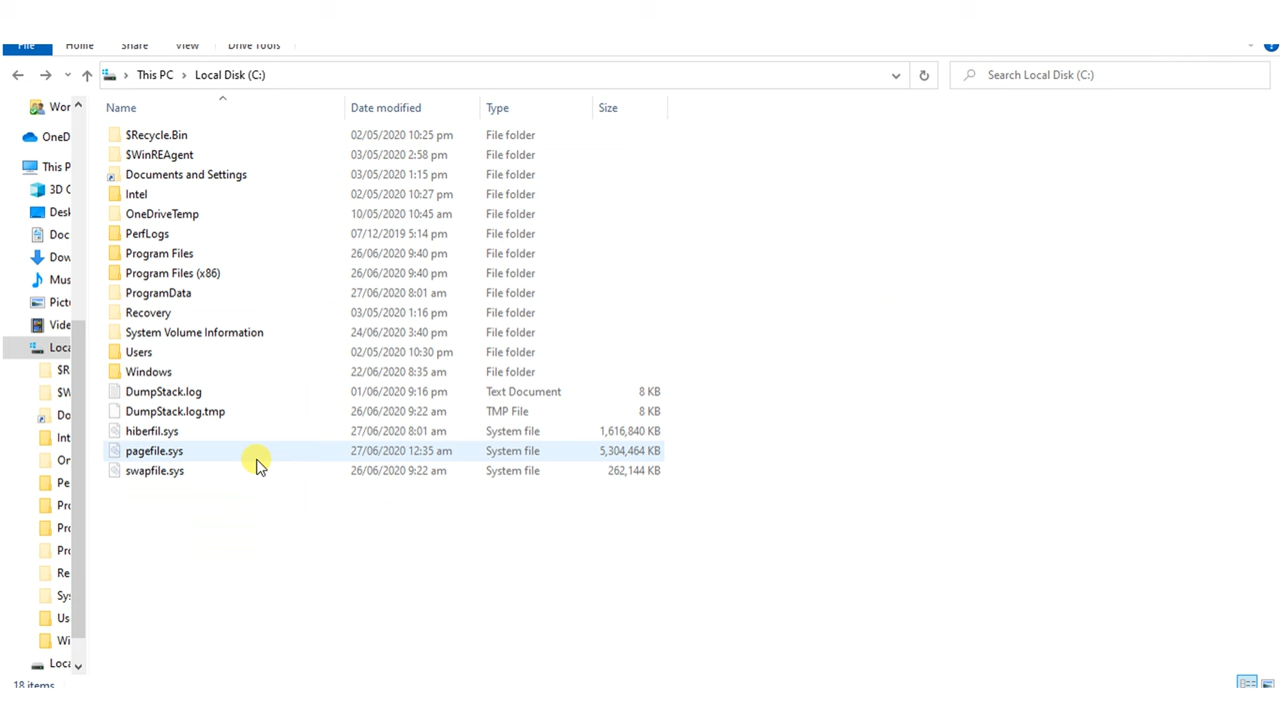 File Home Share View Drive Tools
This PC Local Disk (C:) Search Local Disk (C:)
Name Date modified Type Size
$Recycle.Bin 02/05/2020 10:25 pm File folder
$WinREAgent 03/05/2020 2:58 pm File folder
Documents and Settings 03/05/2020 1:15 pm File folder
Intel 02/05/2020 10:27 pm File folder
OneDriveTemp 10/05/2020 10:45 am File folder
PerfLogs 07/12/2019 5:14 pm File folder
Program Files 26/06/2020 9:40 pm File folder
Program Files (x86) 26/06/2020 9:40 pm File folder
ProgramData 27/06/2020 8:01 am File folder
Recovery 03/05/2020 1:16 pm File folder
System Volume Information 24/06/2020 3:40 pm File folder
Users 02/05/2020 10:30 pm File folder
Windows 22/06/2020 8:35 am File folder
DumpStack.log 01/06/2020 9:16 pm Text Document 8 KB
DumpStack.log.tmp 26/06/2020 9:22 am TMP File 8 KB
hiberfil.sys 27/06/2020 8:01 am System file 1,616,840 KB
pagefile.sys 27/06/2020 12:35 am System file 5,304,464 KB
swapfile.sys 26/06/2020 9:22 am System file 262,144 KB
Wor
OneD
This P
3D C
Desk
Doc
Dow
Mus
Pictu
Vide
Loca
$R
$W
Do
Int
On
Pe
Pro
Pro
Pro
Re
Sys
Us
Wi
Loca
18 items